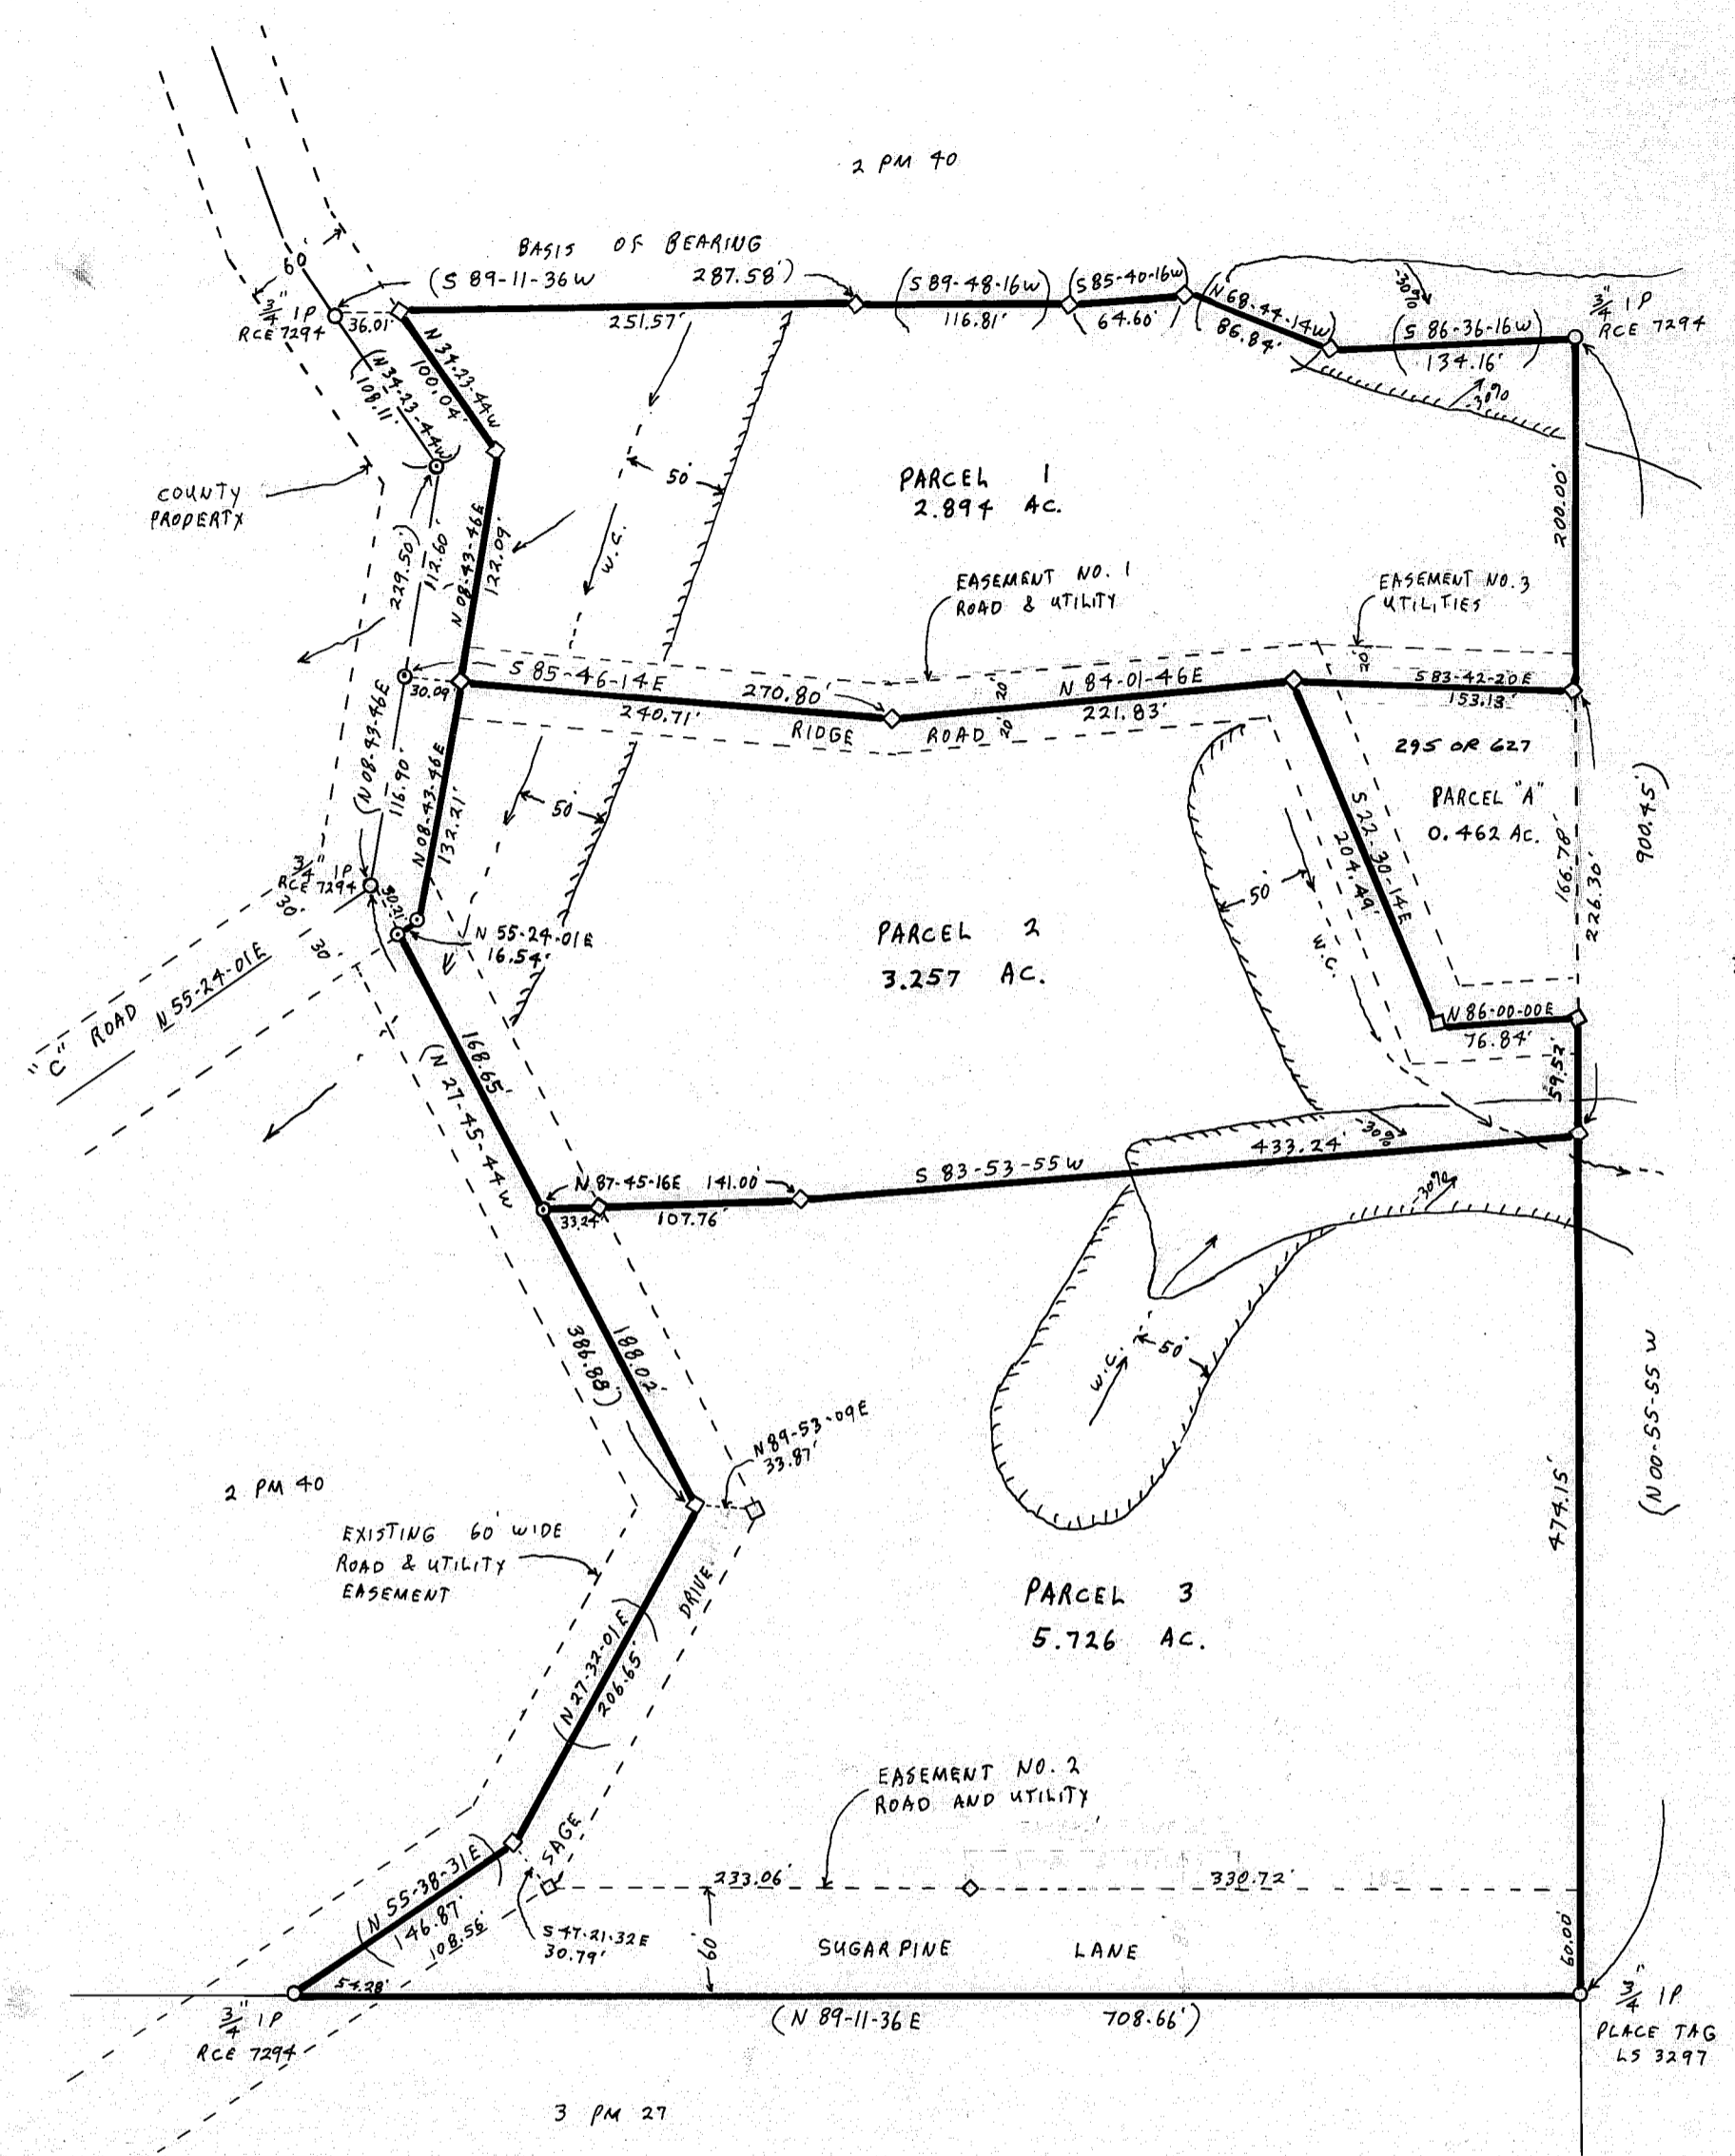 2 PM 40
BASIS OF BEARING
(S 89-11-36 W 287.58')
60'
3/4" IP
RCE 7294
36.01'
251.57'
(S 89-48-16 W)
(116.81')
(S 85-40-16 W)
(64.60')
(N 68-44-14 W)
86.84'
(S 86-36-16 W)
134.16'
-30%
3/4" IP
RCE 7294
-30%
N 34-23-44 W
100.04'
(N 34-23-44 W)
108.11'
COUNTY
PROPERTY
50'
W.C.
PARCEL 1
2.894 AC.
200.00'
229.50')
112.60'
N 08-43-46 E
122.09'
EASEMENT NO. 1
ROAD & UTILITY
EASEMENT NO. 3
UTILITIES
30.09
S 85-46-14 E
270.80'
240.71'
20'
20'
N 84-01-46 E
221.83'
20'
S 83-42-20 E
153.13'
RIDGE ROAD
295 OR 627
PARCEL "A"
0.462 AC.
(N 08-43-46 E
116.90'
N 08-43-46 E
132.21'
50'
50'
W.C.
S 22-30-14 E
204.49'
166.78'
226.30'
900.45')
3/4" IP
RCE 7294
30'
30'
30.21'
N 55-24-01 E
16.54'
"C" ROAD
N 55-24-01 E
PARCEL 2
3.257 AC.
N 86-00-00 E
76.84'
59.52'
168.65'
(N 27-45-44 W
N 87-45-16 E 141.00'
33.24'
107.76'
S 83-53-55 W
433.24'
-30%
-30%
W.C.
50'
386.88')
188.02'
N 89-53-09 E
33.87'
(N 00-55-55 W
474.15'
2 PM 40
EXISTING 60' WIDE
ROAD & UTILITY
EASEMENT
DRIVE
PARCEL 3
5.726 AC.
(N 27-32-01 E)
206.65'
EASEMENT NO. 2
ROAD AND UTILITY
SAGE
(N 55-38-31 E)
146.87'
108.56'
S 47-21-32 E
30.79'
233.06'
330.72'
60'
SUGAR PINE LANE
60.00'
54.28'
3/4" IP
RCE 7294
(N 89-11-36 E 708.66')
3/4" IP
PLACE TAG
LS 3297
3 PM 27